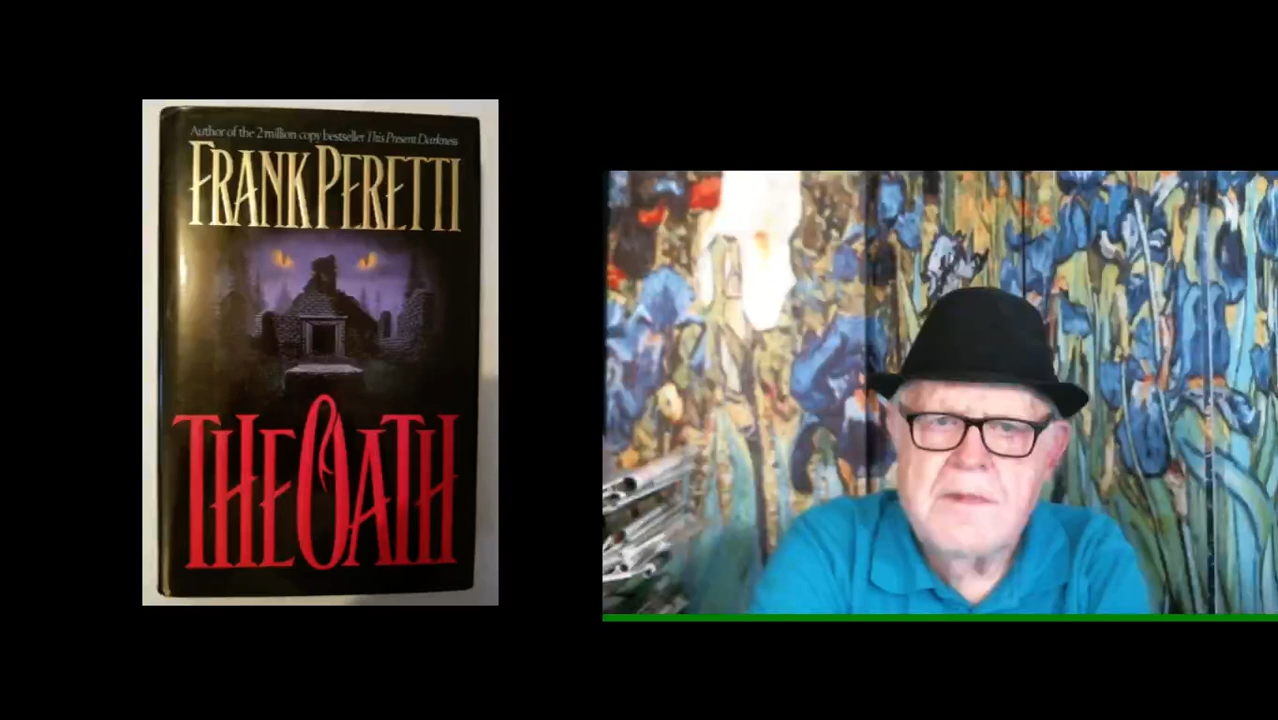 Author of the 2 million copy bestseller This Present Darkness
FRANK PERETTI
THE OATH